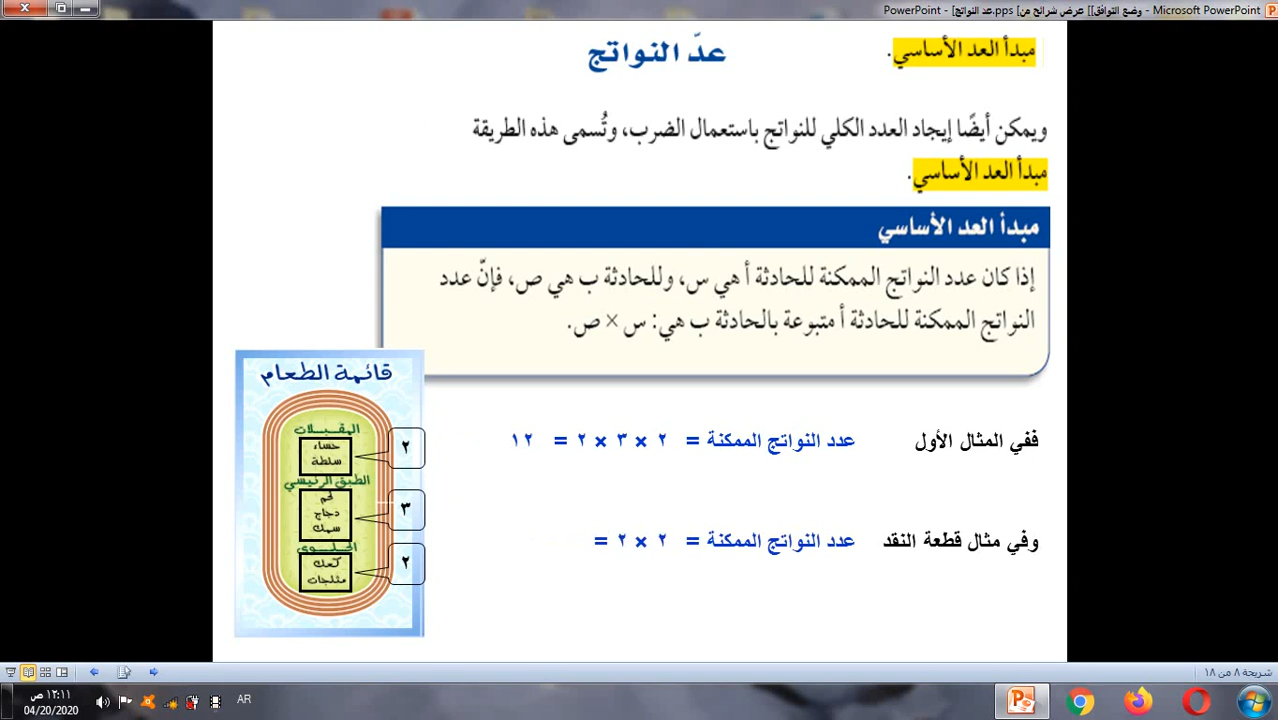 Microsoft PowerPoint - وضع التوافق]] عرض شرائح من] pps.عد النواتج] - PowerPoint
عدّ النواتج
مبدأ العد الأساسي.
ويمكن أيضًا إيجاد العدد الكلي للنواتج باستعمال الضرب، وتُسمى هذه الطريقة
مبدأ العد الأساسي.
مبدأ العد الأساسي
إذا كان عدد النواتج الممكنة للحادثة أ هي س، وللحادثة ب هي ص، فإنّ عدد
النواتج الممكنة للحادثة أ متبوعة بالحادثة ب هي: س × ص.
ففي المثال الأول عدد النواتج الممكنة = ٢ × ٣ × ٢ = ١٢
وفي مثال قطعة النقد عدد النواتج الممكنة = ٢ × ٢ =
قائمة الطعام
المقبلات
حساء
سلطة
٢
الطبق الرئيسي
لحم
دجاج
سمك
٣
الحلوى
كعك
مثلجات
٢
شريحة ٨ من ١٨
AR
١٢:١١ ص
04/20/2020